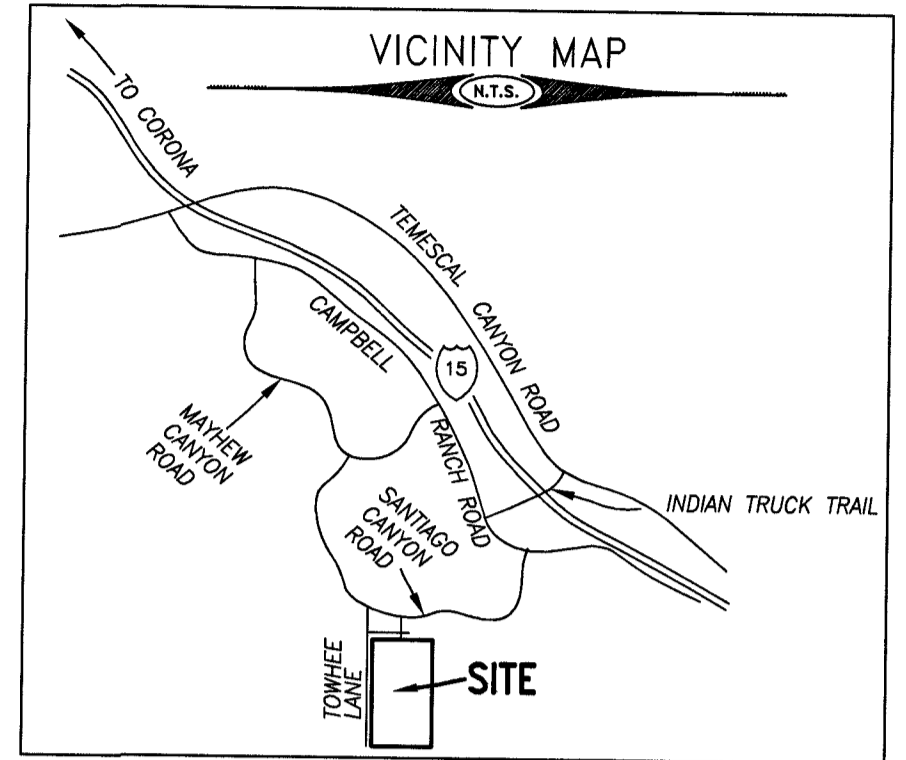 VICINITY MAP
N.T.S.
TO CORONA
TEMESCAL CANYON ROAD
CAMPBELL RANCH ROAD
15
MAYHEW
CANYON
ROAD
SANTIAGO
CANYON
ROAD
INDIAN TRUCK TRAIL
TOWHEE
LANE
SITE